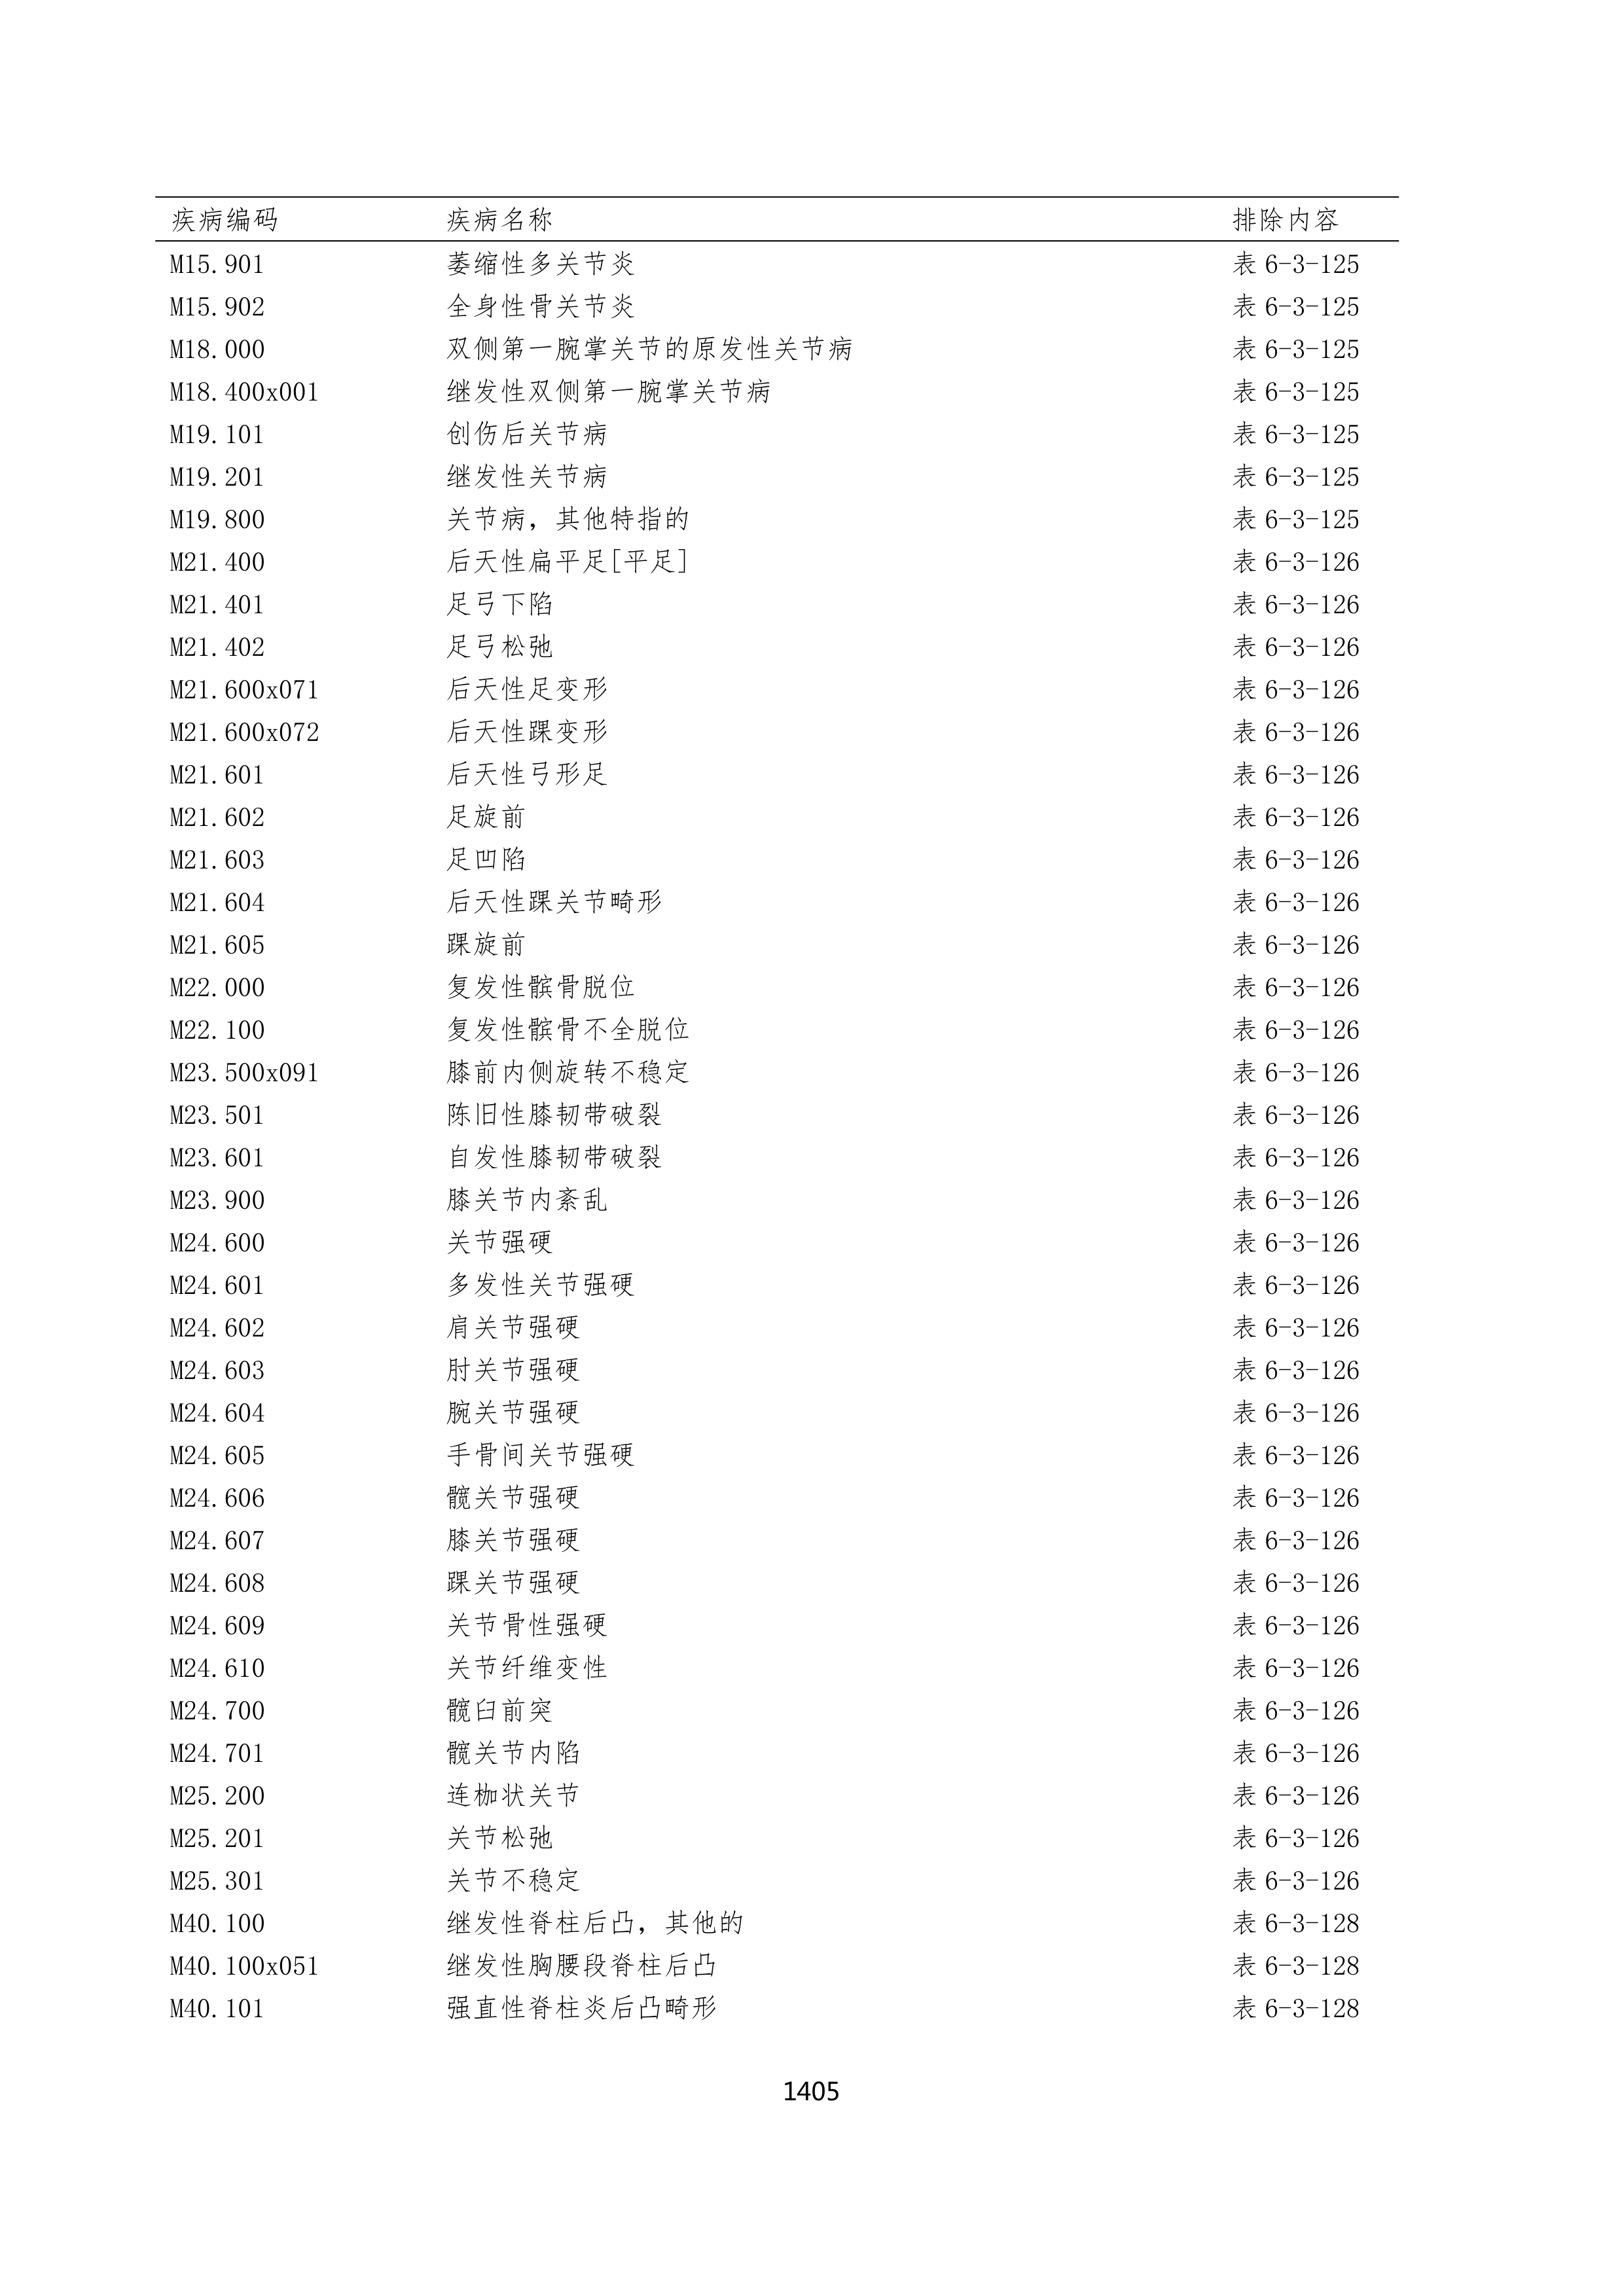 疾病编码 疾病名称 排除内容
M15.901 萎缩性多关节炎 表 6-3-125
M15.902 全身性骨关节炎 表 6-3-125
M18.000 双侧第一腕掌关节的原发性关节病 表 6-3-125
M18.400x001 继发性双侧第一腕掌关节病 表 6-3-125
M19.101 创伤后关节病 表 6-3-125
M19.201 继发性关节病 表 6-3-125
M19.800 关节病，其他特指的 表 6-3-125
M21.400 后天性扁平足[平足] 表 6-3-126
M21.401 足弓下陷 表 6-3-126
M21.402 足弓松弛 表 6-3-126
M21.600x071 后天性足变形 表 6-3-126
M21.600x072 后天性踝变形 表 6-3-126
M21.601 后天性弓形足 表 6-3-126
M21.602 足旋前 表 6-3-126
M21.603 足凹陷 表 6-3-126
M21.604 后天性踝关节畸形 表 6-3-126
M21.605 踝旋前 表 6-3-126
M22.000 复发性髌骨脱位 表 6-3-126
M22.100 复发性髌骨不全脱位 表 6-3-126
M23.500x091 膝前内侧旋转不稳定 表 6-3-126
M23.501 陈旧性膝韧带破裂 表 6-3-126
M23.601 自发性膝韧带破裂 表 6-3-126
M23.900 膝关节内紊乱 表 6-3-126
M24.600 关节强硬 表 6-3-126
M24.601 多发性关节强硬 表 6-3-126
M24.602 肩关节强硬 表 6-3-126
M24.603 肘关节强硬 表 6-3-126
M24.604 腕关节强硬 表 6-3-126
M24.605 手骨间关节强硬 表 6-3-126
M24.606 髋关节强硬 表 6-3-126
M24.607 膝关节强硬 表 6-3-126
M24.608 踝关节强硬 表 6-3-126
M24.609 关节骨性强硬 表 6-3-126
M24.610 关节纤维变性 表 6-3-126
M24.700 髋臼前突 表 6-3-126
M24.701 髋关节内陷 表 6-3-126
M25.200 连枷状关节 表 6-3-126
M25.201 关节松弛 表 6-3-126
M25.301 关节不稳定 表 6-3-126
M40.100 继发性脊柱后凸，其他的 表 6-3-128
M40.100x051 继发性胸腰段脊柱后凸 表 6-3-128
M40.101 强直性脊柱炎后凸畸形 表 6-3-128
1405